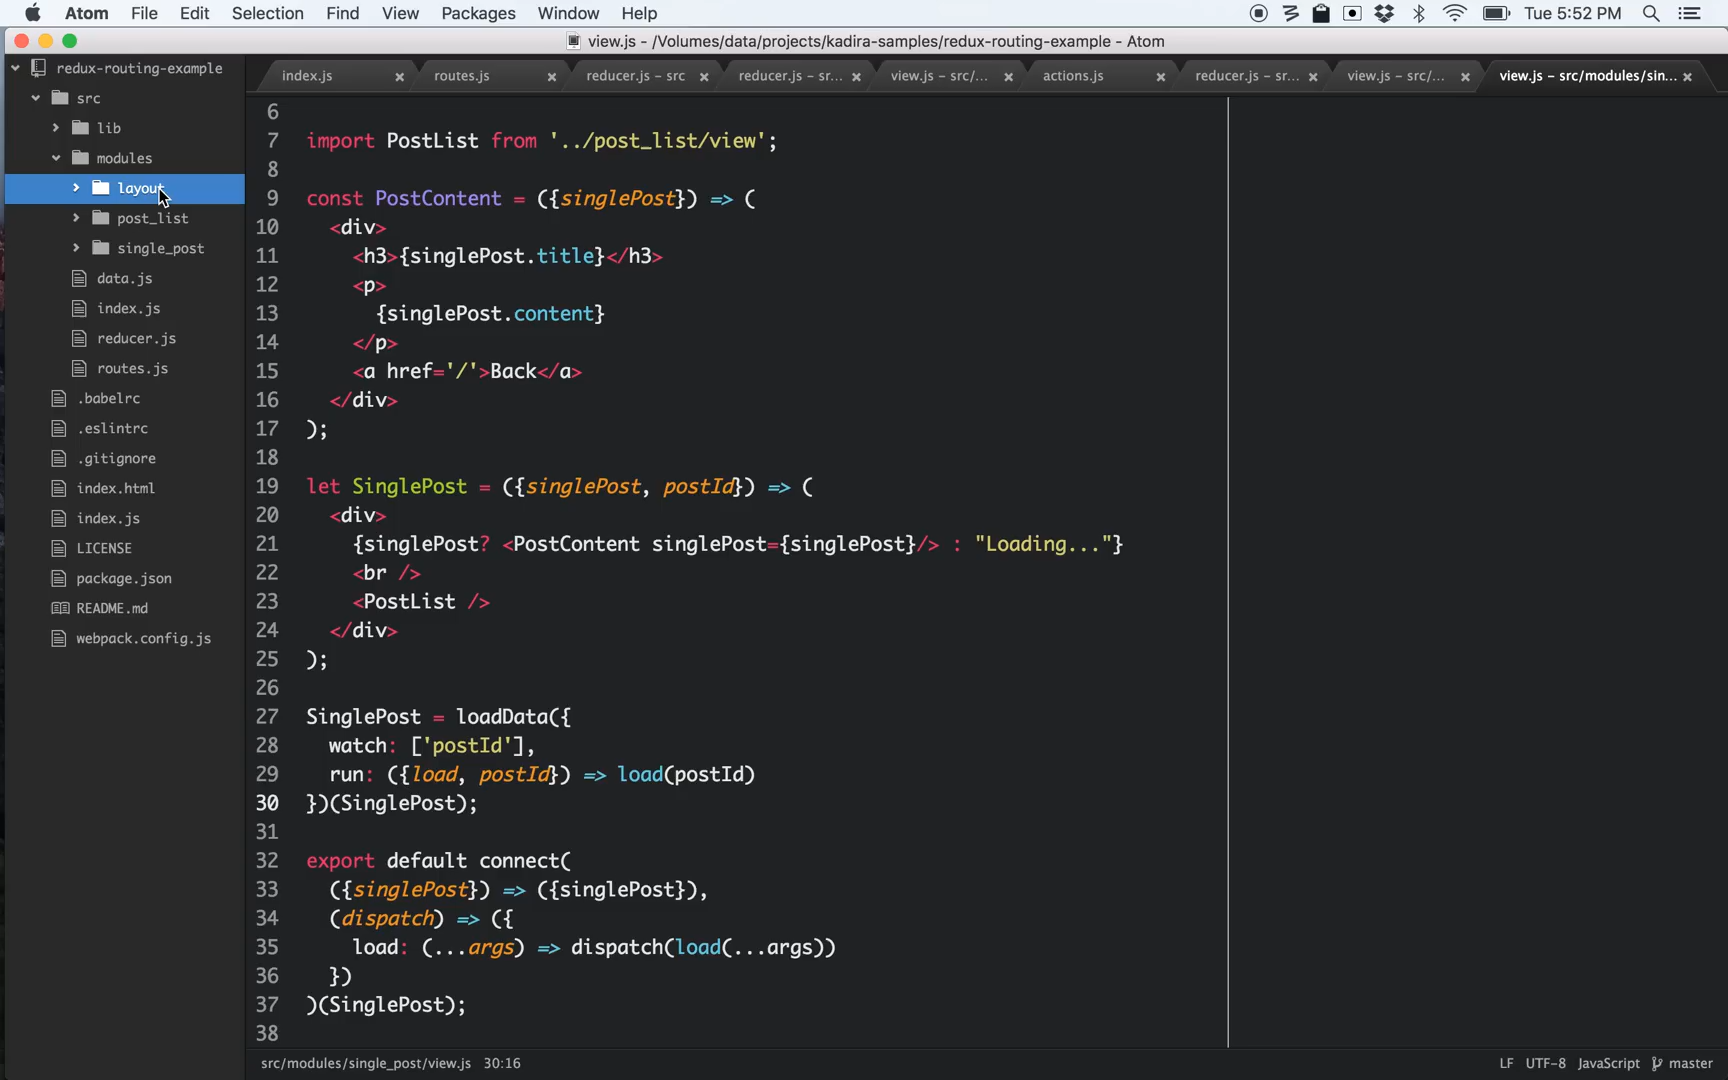 Atom File Edit Selection Find View Packages Window Help Tue 5:52 PM
view.js - /Volumes/data/projects/kadira-samples/redux-routing-example - Atom
redux-routing-example
index.js routes.js reducer.js - src reducer.js - sr... view.js - src/... actions.js reducer.js - sr... view.js - src/... view.js - src/modules/sin...
src
lib
modules
layout
post_list
single_post
data.js
index.js
reducer.js
routes.js
.babelrc
.eslintrc
.gitignore
index.html
index.js
LICENSE
package.json
README.md
webpack.config.js
6
7 import PostList from '../post_list/view';
8
9 const PostContent = ({singlePost}) => (
10 <div>
11 <h3>{singlePost.title}</h3>
12 <p>
13 {singlePost.content}
14 </p>
15 <a href='/'>Back</a>
16 </div>
17 );
18
19 let SinglePost = ({singlePost, postId}) => (
20 <div>
21 {singlePost? <PostContent singlePost={singlePost}/> : "Loading..."}
22 <br />
23 <PostList />
24 </div>
25 );
26
27 SinglePost = loadData({
28 watch: ['postId'],
29 run: ({load, postId}) => load(postId)
30 })(SinglePost);
31
32 export default connect(
33 ({singlePost}) => ({singlePost}),
34 (dispatch) => ({
35 load: (...args) => dispatch(load(...args))
36 })
37 )(SinglePost);
38
src/modules/single_post/view.js 30:16 LF UTF-8 JavaScript master